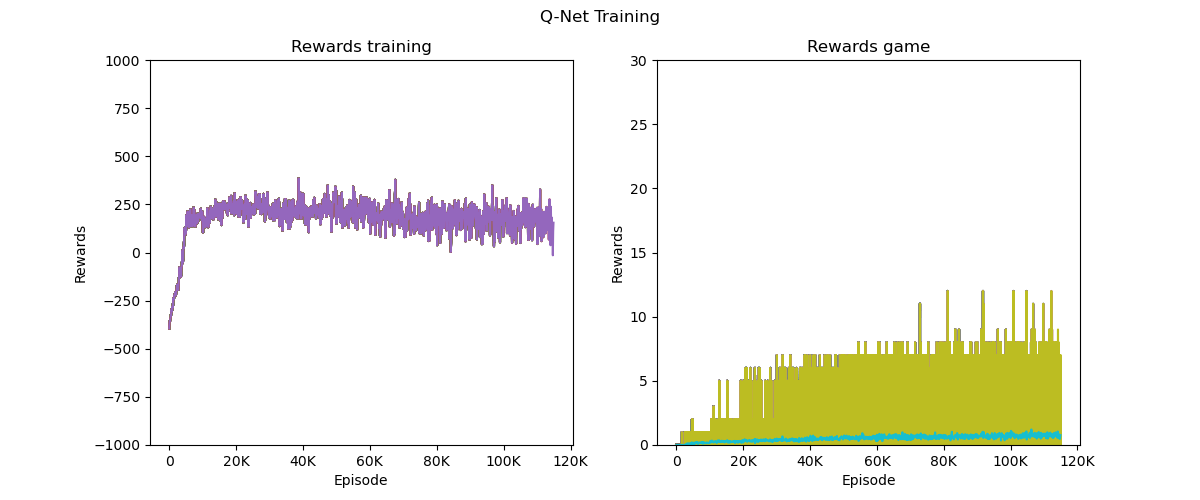 Q-Net Training
Rewards training
Rewards
1000
750
500
250
0
−250
−500
−750
−1000
0 20K 40K 60K 80K 100K 120K
Episode
Rewards game
Rewards
30
25
20
15
10
5
0
0 20K 40K 60K 80K 100K 120K
Episode